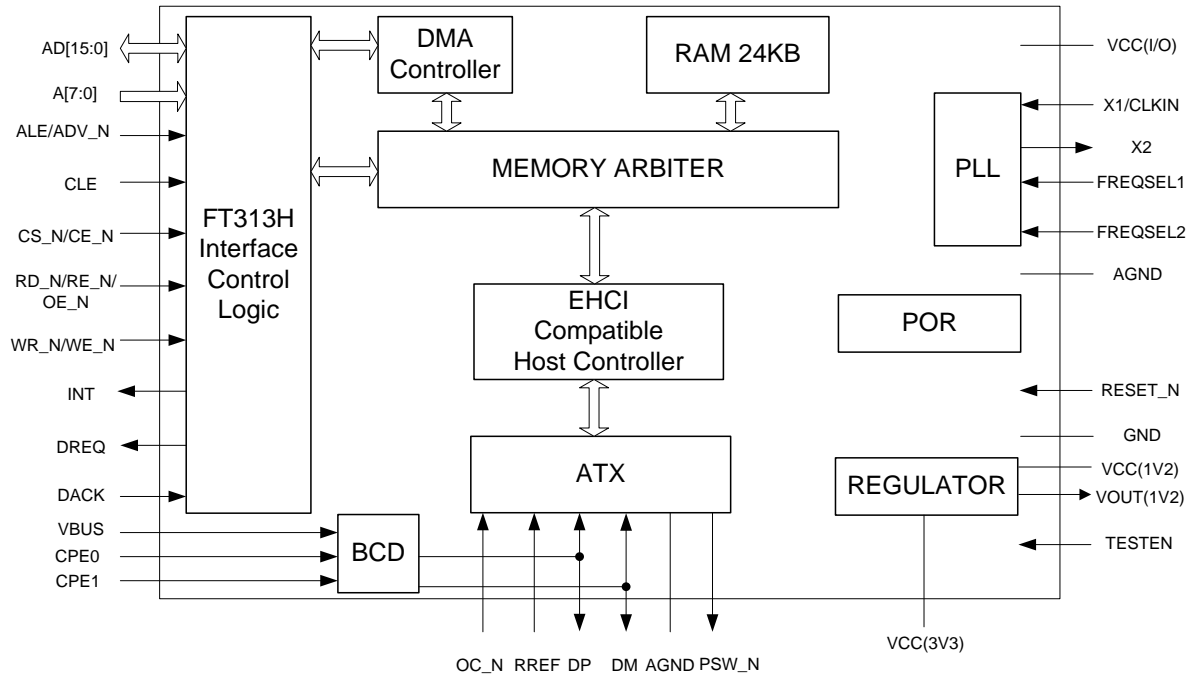 AD[15:0]
A[7:0]
ALE/ADV_N
CLE
CS_N/CE_N
RD_N/RE_N/
OE_N
WR_N/WE_N
INT
DREQ
DACK
VBUS
CPE0
CPE1
FT313H
Interface
Control
Logic
DMA
Controller
RAM 24KB
MEMORY ARBITER
EHCI
Compatible
Host Controller
ATX
BCD
PLL
POR
REGULATOR
VCC(I/O)
X1/CLKIN
X2
FREQSEL1
FREQSEL2
AGND
RESET_N
GND
VCC(1V2)
VOUT(1V2)
TESTEN
VCC(3V3)
OC_N
RREF
DP
DM
AGND
PSW_N